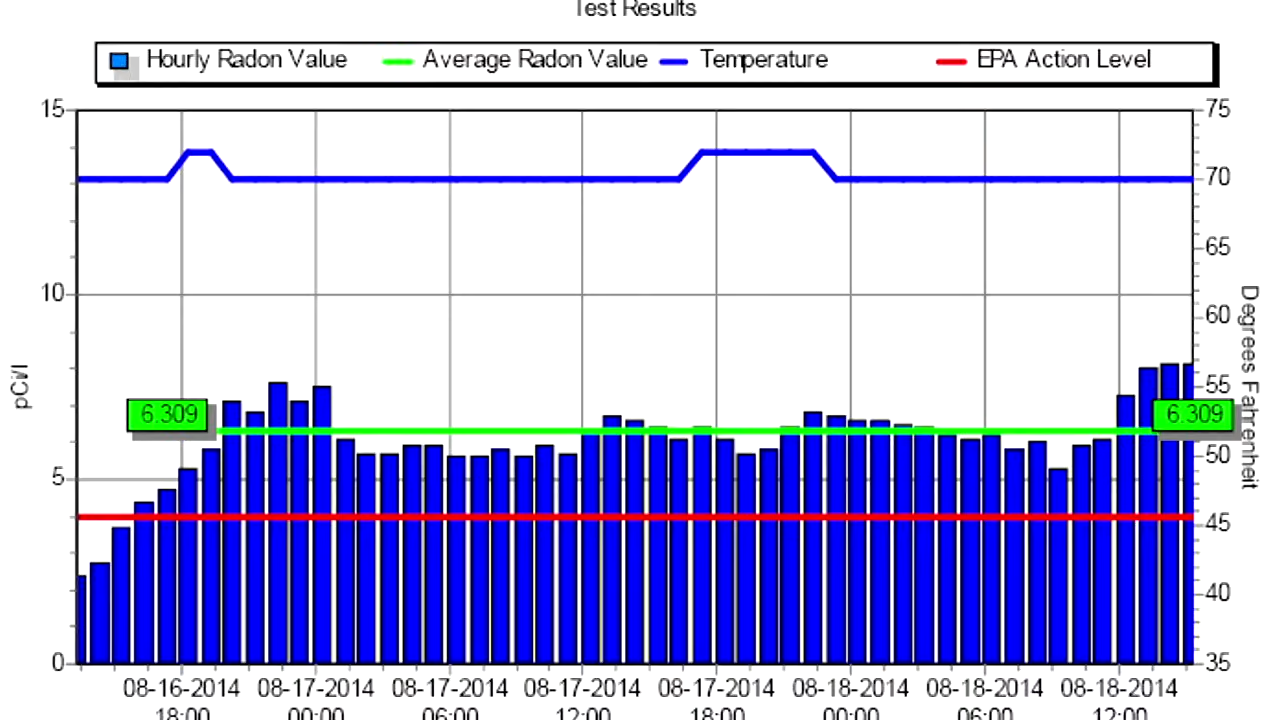 Test Results
Hourly Radon Value Average Radon Value Temperature EPA Action Level
15
10
5
0
pCi/l
75
70
65
60
55
50
45
40
35
Degrees Fahrenheit
6.309
6.309
08-16-2014 08-17-2014 08-17-2014 08-17-2014 08-17-2014 08-18-2014 08-18-2014 08-18-2014
18:00 00:00 06:00 12:00 18:00 00:00 06:00 12:00